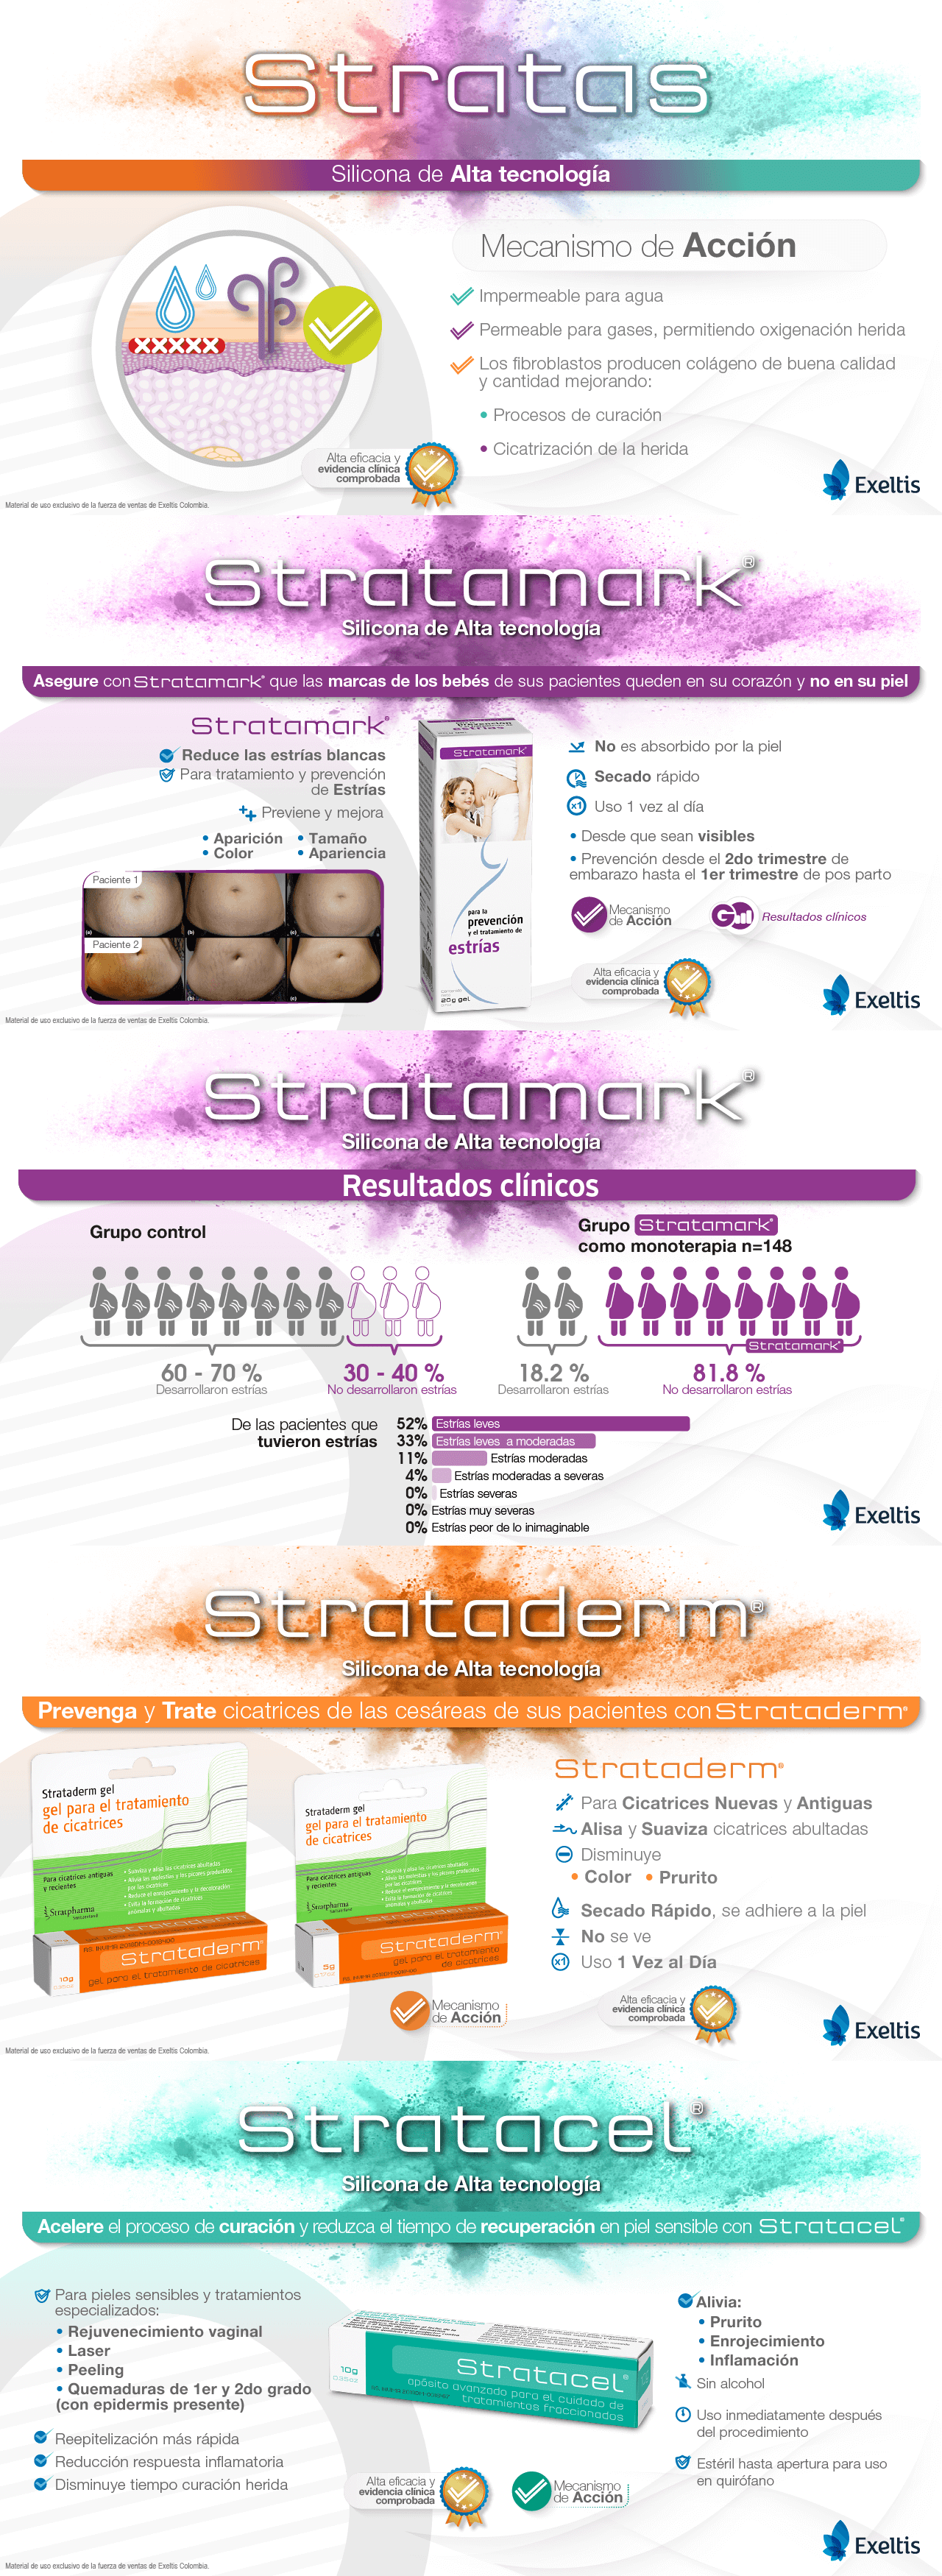 Stratas
Silicona de Alta tecnología
Mecanismo de Acción
Impermeable para agua
Permeable para gases, permitiendo oxigenación herida
Los fibroblastos producen colágeno de buena calidad
y cantidad mejorando:
• Procesos de curación
• Cicatrización de la herida
Alta eficacia y
evidencia clínica
comprobada
Exeltis
Material de uso exclusivo de la fuerza de ventas de Exeltis Colombia.
Stratamark®
Silicona de Alta tecnología
Asegure con Stratamark® que las marcas de los bebés de sus pacientes queden en su corazón y no en su piel
Stratamark®
Reduce las estrías blancas
Para tratamiento y prevención
de Estrías
Previene y mejora
• Aparición • Tamaño
• Color • Apariencia
Paciente 1
(a) (b) (c)
Paciente 2
(b) (c)
Stratamark®
para la
prevención
y el tratamiento de
estrías
20g gel
No es absorbido por la piel
Secado rápido
x1 Uso 1 vez al día
• Desde que sean visibles
• Prevención desde el 2do trimestre de
embarazo hasta el 1er trimestre de pos parto
Mecanismo
de Acción
Resultados clínicos
Alta eficacia y
evidencia clínica
comprobada
Exeltis
Material de uso exclusivo de la fuerza de ventas de Exeltis Colombia.
Stratamark®
Silicona de Alta tecnología
Resultados clínicos
Grupo control
Grupo Stratamark®
como monoterapia n=148
Stratamark®
60 - 70 %
Desarrollaron estrías
30 - 40 %
No desarrollaron estrías
18.2 %
Desarrollaron estrías
81.8 %
No desarrollaron estrías
De las pacientes que
tuvieron estrías
52% Estrías leves
33% Estrías leves a moderadas
11% Estrías moderadas
4% Estrías moderadas a severas
0% Estrías severas
0% Estrías muy severas
0% Estrías peor de lo inimaginable
Exeltis
Strataderm®
Silicona de Alta tecnología
Prevenga y Trate cicatrices de las cesáreas de sus pacientes con Strataderm®
Strataderm gel
gel para el tratamiento
de cicatrices
Para cicatrices antiguas
y recientes
Stratpharma
Strataderm®
10g
gel para el tratamiento de cicatrices
Strataderm gel
gel para el tratamiento
de cicatrices
Para cicatrices antiguas
y recientes
Stratpharma
Strataderm®
5g
gel para el tratamiento
de cicatrices
Strataderm®
Para Cicatrices Nuevas y Antiguas
Alisa y Suaviza cicatrices abultadas
Disminuye
• Color • Prurito
Secado Rápido, se adhiere a la piel
No se ve
x1 Uso 1 Vez al Día
Mecanismo
de Acción
Alta eficacia y
evidencia clínica
comprobada
Exeltis
Material de uso exclusivo de la fuerza de ventas de Exeltis Colombia.
Stratacel®
Silicona de Alta tecnología
Acelere el proceso de curación y reduzca el tiempo de recuperación en piel sensible con Stratacel®
Para pieles sensibles y tratamientos
especializados:
• Rejuvenecimiento vaginal
• Laser
• Peeling
• Quemaduras de 1er y 2do grado
(con epidermis presente)
Reepitelización más rápida
Reducción respuesta inflamatoria
Disminuye tiempo curación herida
10g
Stratacel®
apósito avanzado para el cuidado de
tratamientos fraccionados
Alivia:
• Prurito
• Enrojecimiento
• Inflamación
Sin alcohol
Uso inmediatamente después
del procedimiento
Estéril hasta apertura para uso
en quirófano
Alta eficacia y
evidencia clínica
comprobada
Mecanismo
de Acción
Exeltis
Material de uso exclusivo de la fuerza de ventas de Exeltis Colombia.